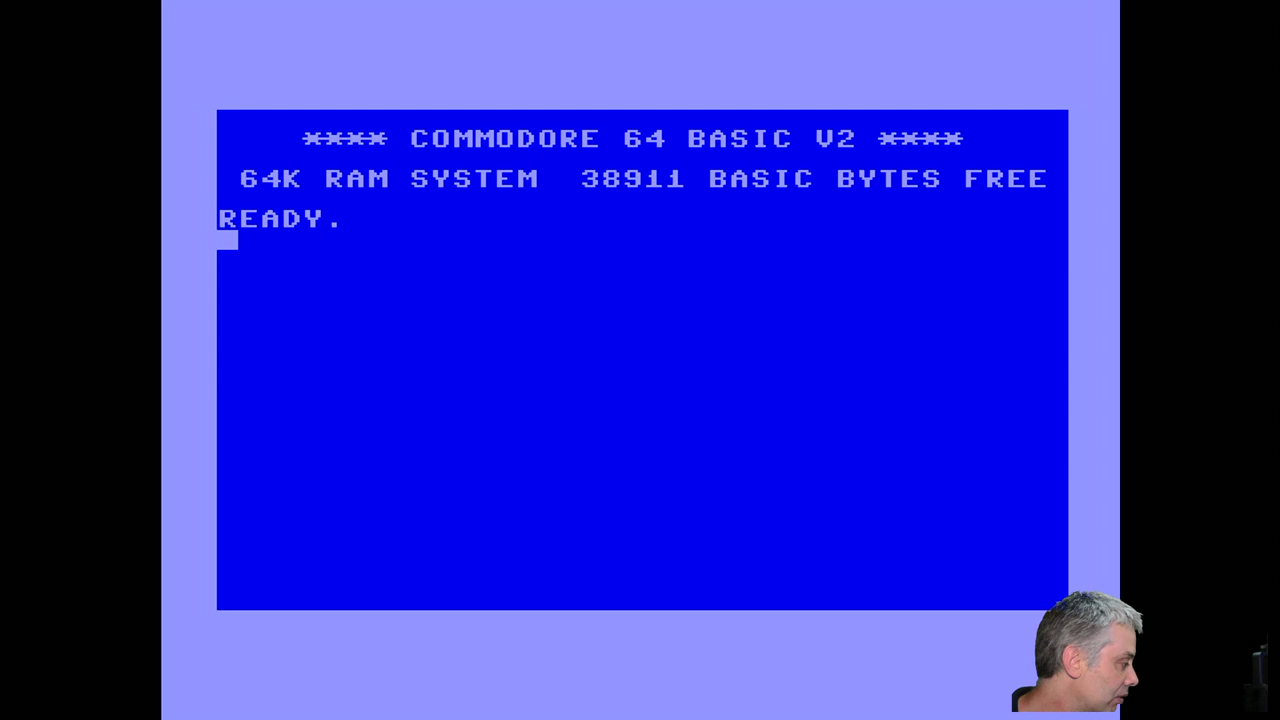 **** COMMODORE 64 BASIC V2 ****
64K RAM SYSTEM  38911 BASIC BYTES FREE
READY.